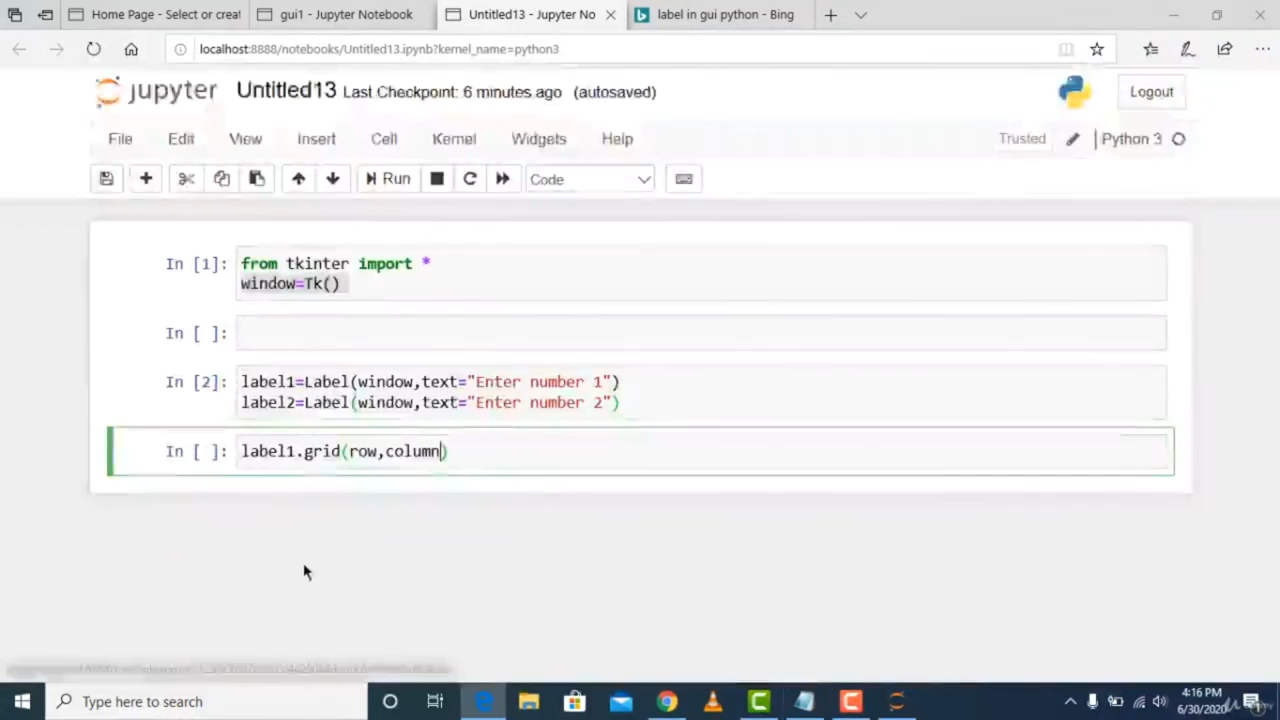 Home Page - Select or creat
gui1 - Jupyter Notebook
Untitled13 - Jupyter No
label in gui python - Bing
localhost:8888/notebooks/Untitled13.ipynb?kernel_name=python3
jupyter Untitled13 Last Checkpoint: 6 minutes ago (autosaved)
Logout
File Edit View Insert Cell Kernel Widgets Help
Trusted
Python 3
Run
Code
In [1]: from tkinter import *
window=Tk()
In [ ]:
In [2]: label1=Label(window,text="Enter number 1")
label2=Label(window,text="Enter number 2")
In [ ]: label1.grid(row,column)
Type here to search
4:16 PM
6/30/2020